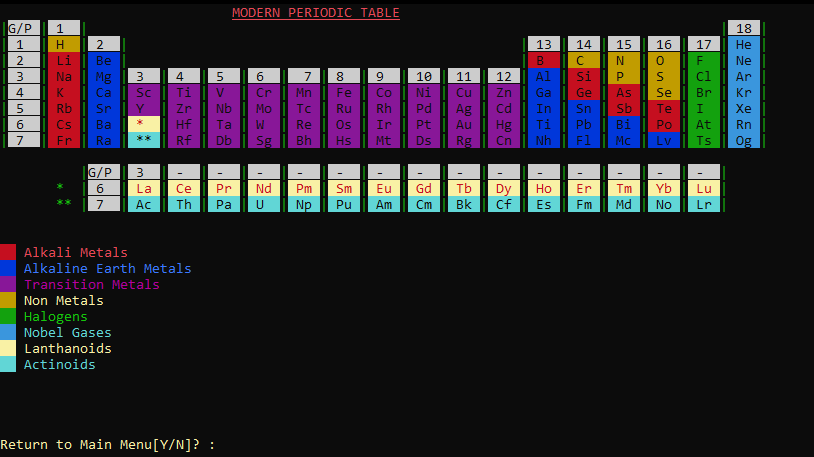 MODERN PERIODIC TABLE
G/P | 1 | | 18 |
| 1 | H | 2 | | 13 | 14 | 15 | 16 | 17 | He |
| 2 | Li | Be | | B | C | N | O | F | Ne |
| 3 | Na | Mg | 3 | 4 | 5 | 6 | 7 | 8 | 9 | 10 | 11 | 12 | Al | Si | P | S | Cl | Ar |
| 4 | K | Ca | Sc | Ti | V | Cr | Mn | Fe | Co | Ni | Cu | Zn | Ga | Ge | As | Se | Br | Kr |
| 5 | Rb | Sr | Y | Zr | Nb | Mo | Tc | Ru | Rh | Pd | Ag | Cd | In | Sn | Sb | Te | I | Xe |
| 6 | Cs | Ba | * | Hf | Ta | W | Re | Os | Ir | Pt | Au | Hg | Ti | Pb | Bi | Po | At | Rn |
| 7 | Fr | Ra | ** | Rf | Db | Sg | Bh | Hs | Mt | Ds | Rg | Cn | Nh | Fl | Mc | Lv | Ts | Og |
|G/P| 3 | - | - | - | - | - | - | - | - | - | - | - | - | - | - |
* | 6 | La | Ce | Pr | Nd | Pm | Sm | Eu | Gd | Tb | Dy | Ho | Er | Tm | Yb | Lu |
** | 7 | Ac | Th | Pa | U | Np | Pu | Am | Cm | Bk | Cf | Es | Fm | Md | No | Lr |
Alkali Metals
Alkaline Earth Metals
Transition Metals
Non Metals
Halogens
Nobel Gases
Lanthanoids
Actinoids
Return to Main Menu[Y/N]? :